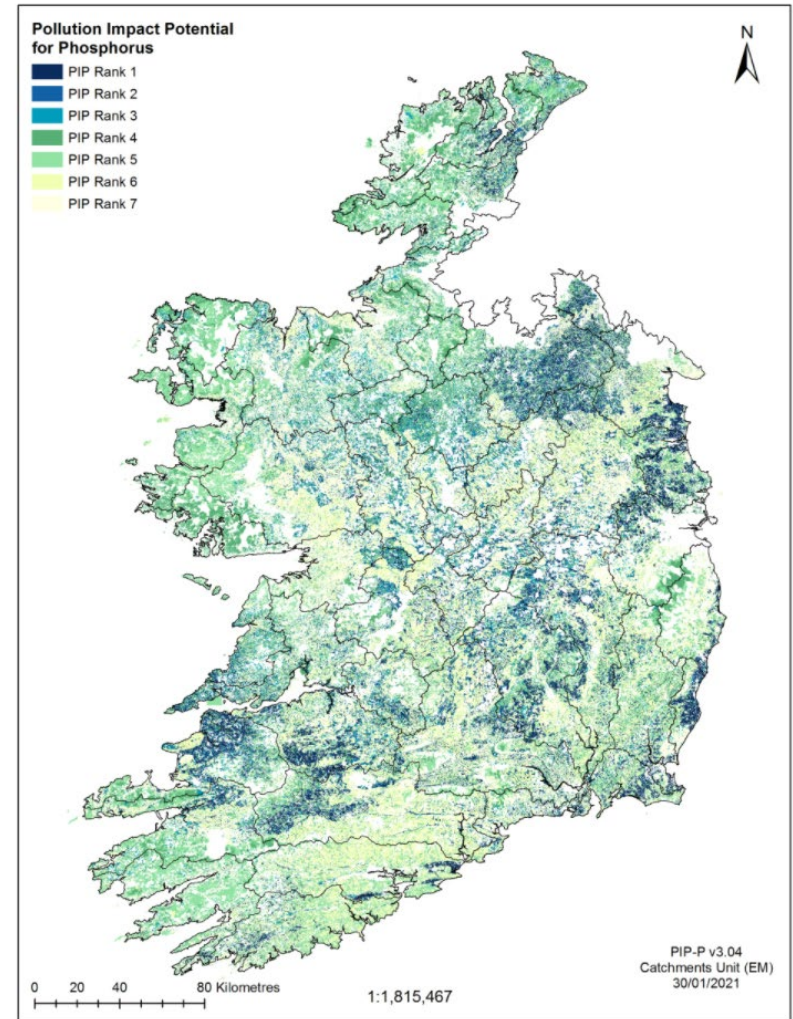 Pollution Impact Potential
for Phosphorus
PIP Rank 1
PIP Rank 2
PIP Rank 3
PIP Rank 4
PIP Rank 5
PIP Rank 6
PIP Rank 7
N
PIP-P v3.04
Catchments Unit (EM)
30/01/2021
0 20 40 80 Kilometres
1:1,815,467